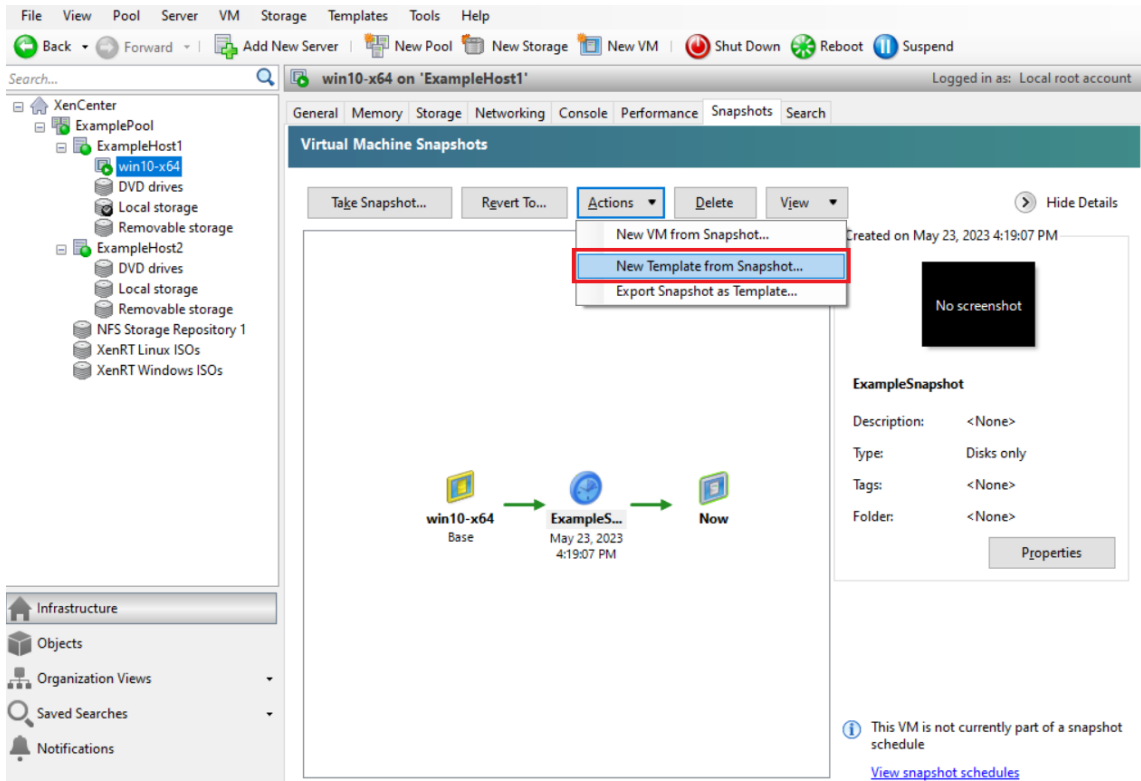 File View Pool Server VM Storage Templates Tools Help
Back Forward Add New Server New Pool New Storage New VM Shut Down Reboot Suspend
Search...
win10-x64 on 'ExampleHost1' Logged in as: Local root account
XenCenter
ExamplePool
ExampleHost1
win10-x64
DVD drives
Local storage
Removable storage
ExampleHost2
DVD drives
Local storage
Removable storage
NFS Storage Repository 1
XenRT Linux ISOs
XenRT Windows ISOs
Infrastructure
Objects
Organization Views
Saved Searches
Notifications
General Memory Storage Networking Console Performance Snapshots Search
Virtual Machine Snapshots
Take Snapshot... Revert To... Actions Delete View Hide Details
New VM from Snapshot...
New Template from Snapshot...
Export Snapshot as Template...
win10-x64
Base
ExampleS...
May 23, 2023
4:19:07 PM
Now
Created on May 23, 2023 4:19:07 PM
No screenshot
ExampleSnapshot
Description: <None>
Type: Disks only
Tags: <None>
Folder: <None>
Properties
This VM is not currently part of a snapshot
schedule
View snapshot schedules